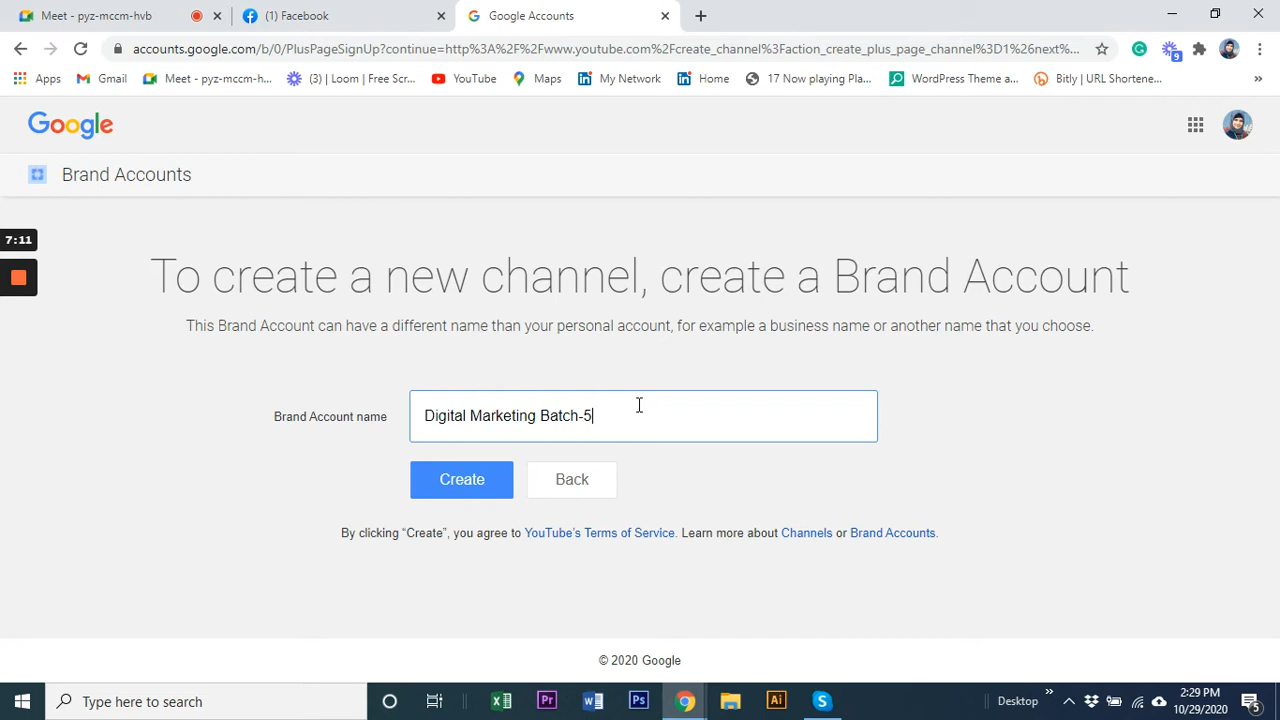 Meet - pyz-mccm-hvb
(1) Facebook
Google Accounts
accounts.google.com/b/0/PlusPageSignUp?continue=http%3A%2F%2Fwww.youtube.com%2Fcreate_channel%3Faction_create_plus_page_channel%3D1%26next%...
9
Apps
Gmail
Meet - pyz-mccm-h...
(3) | Loom | Free Scr...
YouTube
Maps
My Network
Home
17 Now playing Pla...
WordPress Theme a...
Bitly | URL Shortene...
»
Google
Brand Accounts
7:11
To create a new channel, create a Brand Account
This Brand Account can have a different name than your personal account, for example a business name or another name that you choose.
Brand Account name
Digital Marketing Batch-5
Create
Back
By clicking “Create”, you agree to YouTube's Terms of Service. Learn more about Channels or Brand Accounts.
© 2020 Google
Type here to search
Desktop
»
2:29 PM
10/29/2020
5